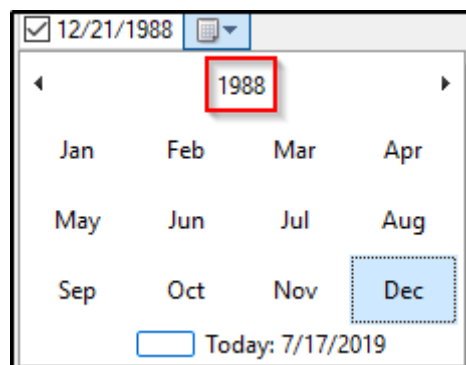 12/21/1988
1988
Jan Feb Mar Apr
May Jun Jul Aug
Sep Oct Nov Dec
Today: 7/17/2019